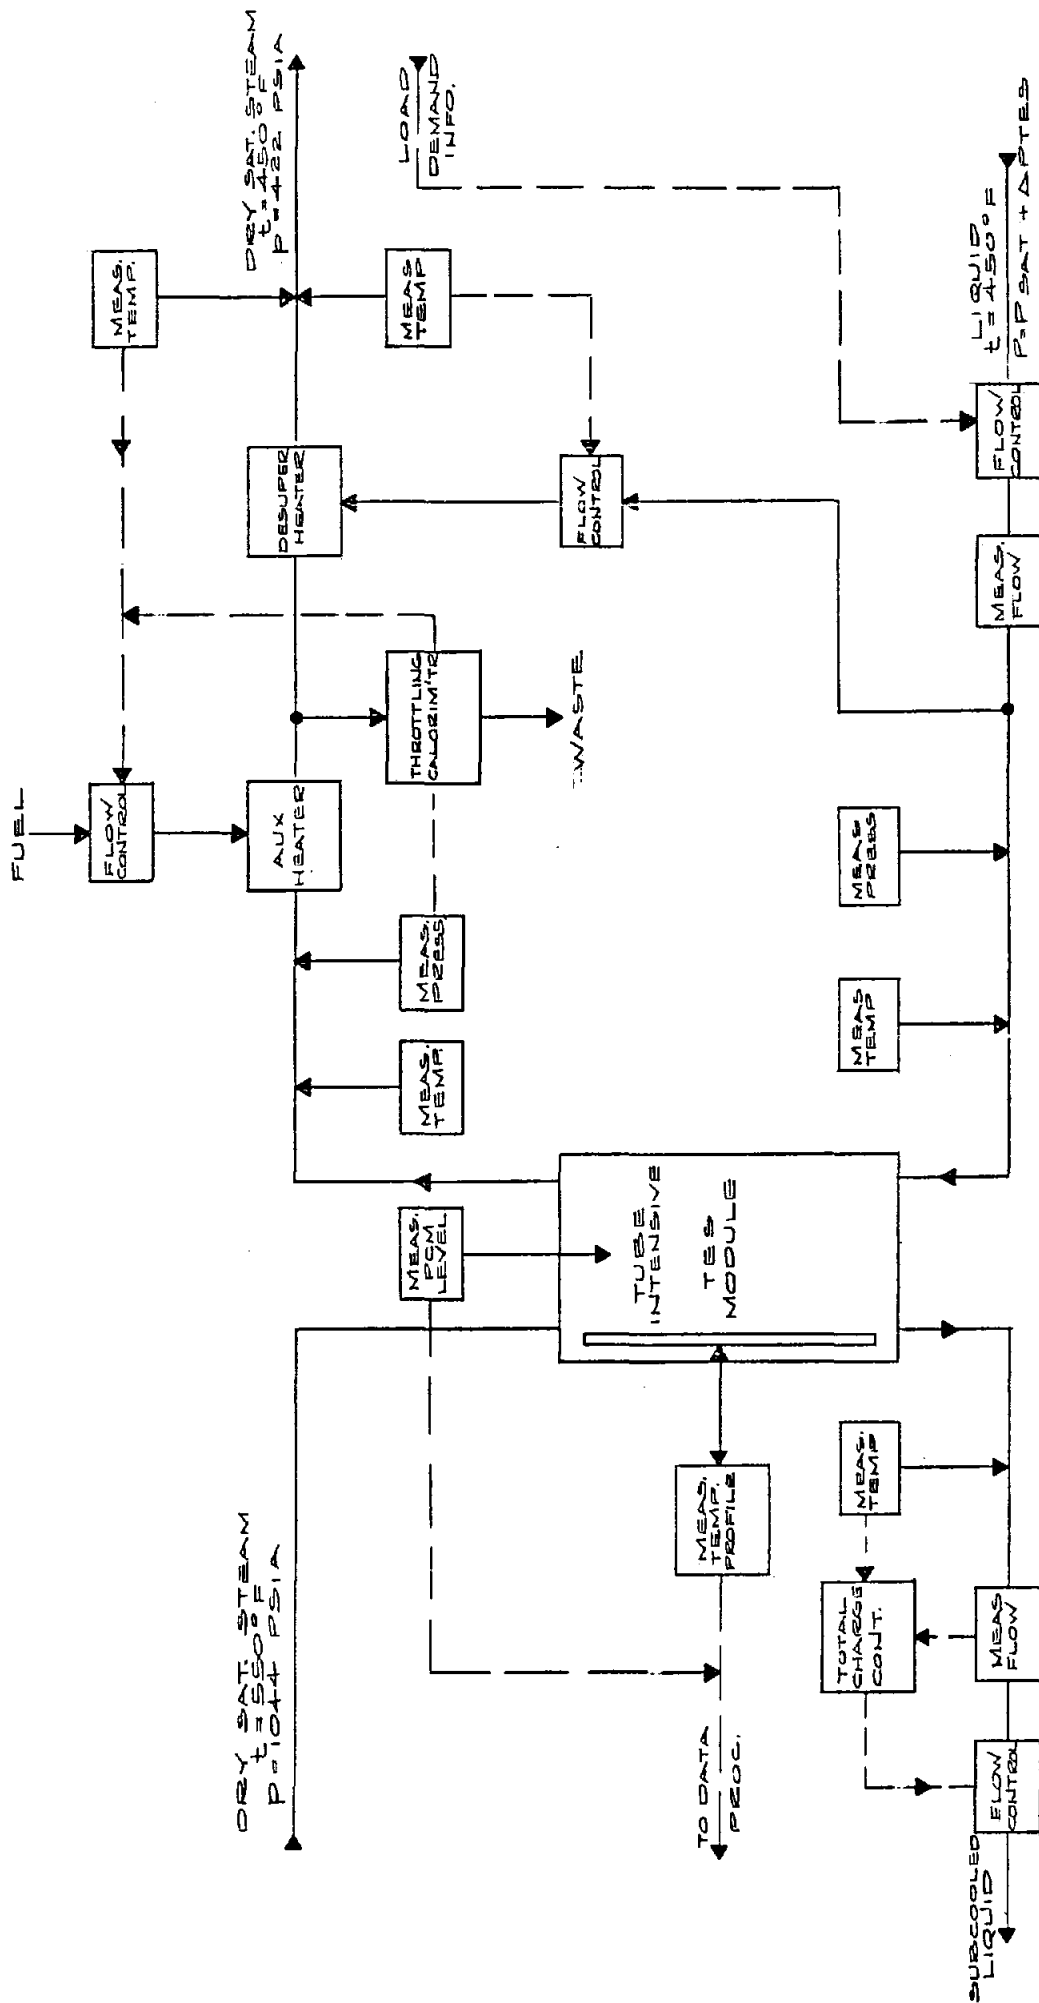 DRY SAT. STEAM
t = 550°F
P = 1044 PSIA
DRY SAT. STEAM
t = 450°F
P = 422 PSIA
FUEL
FLOW
CONTROL
MEAS.
TEMP.
AUX
HEATER
DESUPER
HEATER
MEAS.
PCM
LEVEL
MEAS.
TEMP.
MEAS.
PRESS
THROTTLING
CALORIM'TR
MEAS
TEMP
LOAD
DEMAND
INFO.
WASTE
FLOW
CONTROL
TUBE
INTENSIVE
TES
MODULE
TO DATA
PROC.
MEAS.
TEMP.
PROFILE
TOTAL
CHARGE
CONT.
MEAS.
TEMP
MEAS
TEMP
MEAS
PRESS
SUBCOOLED
LIQUID
FLOW
CONTROL
MEAS
FLOW
MEAS.
FLOW
FLOW
CONTROL
LIQUID
t = 450°F
P=PSAT + ΔPTES